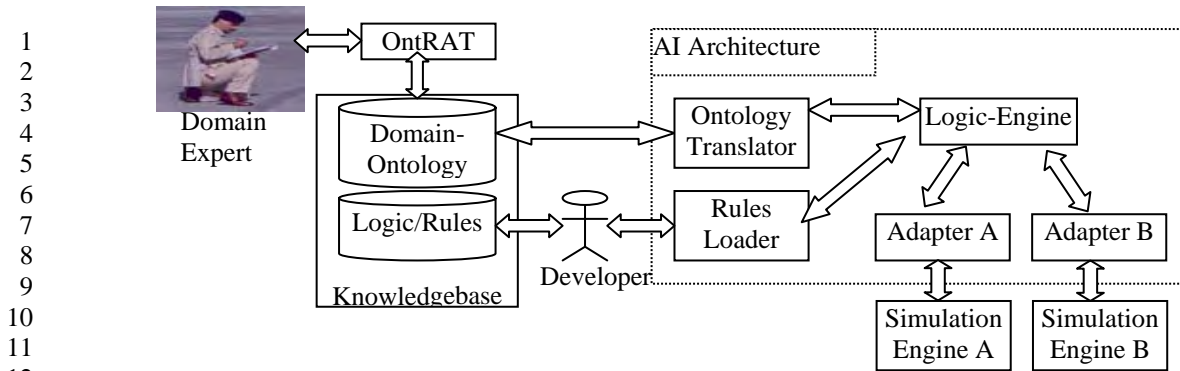 1
2
3
4
5
6
7
8
9
10
11
OntRAT
AI Architecture
Domain
Expert
Domain-
Ontology
Logic/Rules
Knowledgebase
Developer
Ontology
Translator
Rules
Loader
Logic-Engine
Adapter A
Adapter B
Simulation
Engine A
Simulation
Engine B